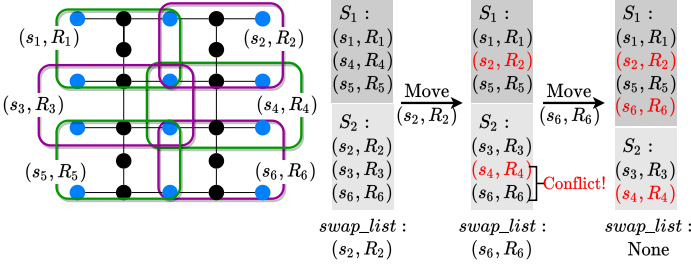 (s₁, R₁)
(s₂, R₂)
(s₃, R₃)
(s₄, R₄)
(s₅, R₅)
(s₆, R₆)
S₁ :
(s₁, R₁)
(s₄, R₄)
(s₅, R₅)
S₂ :
(s₂, R₂)
(s₃, R₃)
(s₆, R₆)
swap_list :
(s₂, R₂)
Move
(s₂, R₂)
S₁ :
(s₁, R₁)
(s₂, R₂)
(s₅, R₅)
S₂ :
(s₃, R₃)
(s₄, R₄)
(s₆, R₆)
Conflict!
swap_list :
(s₆, R₆)
Move
(s₆, R₆)
S₁ :
(s₁, R₁)
(s₂, R₂)
(s₅, R₅)
(s₆, R₆)
S₂ :
(s₃, R₃)
(s₄, R₄)
swap_list :
None